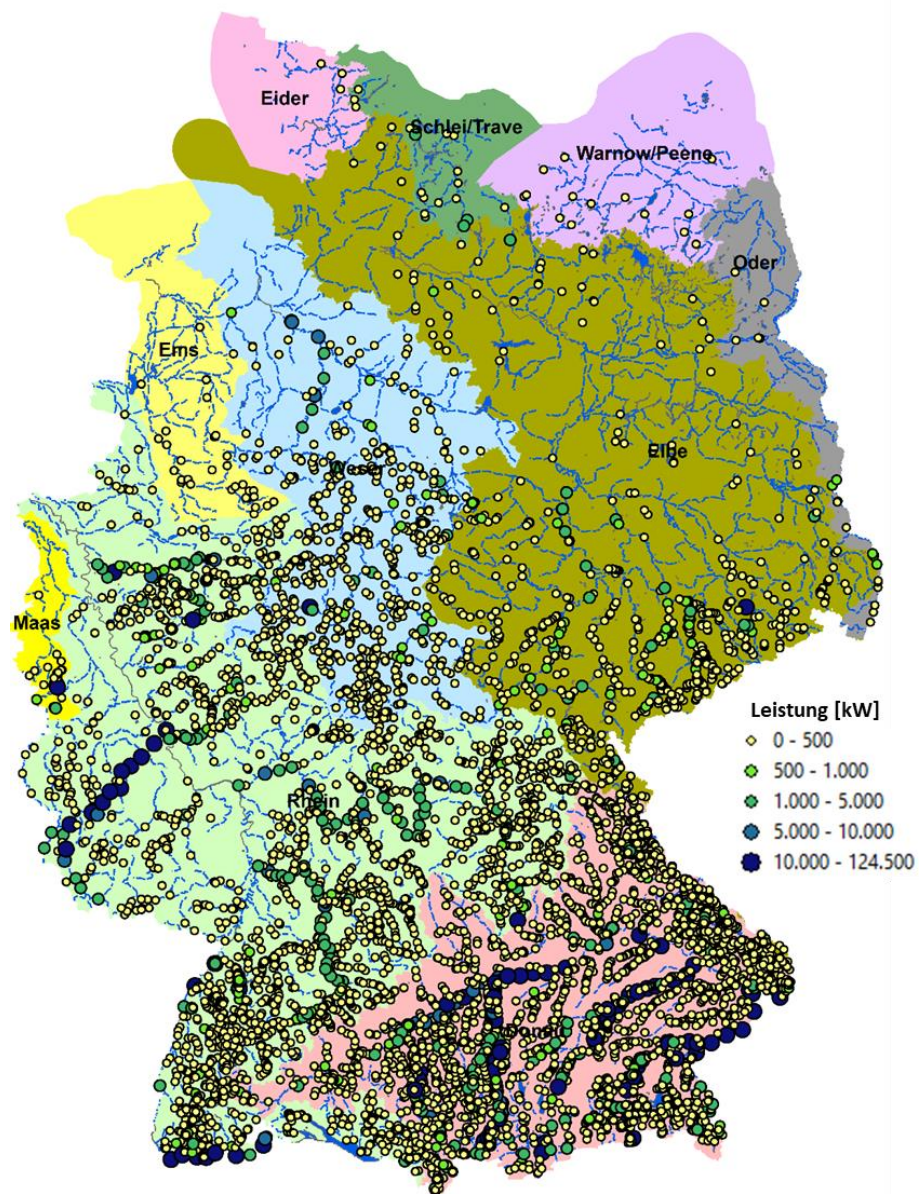 Eider
Schlei/Trave
Warnow/Peene
Oder
Ems
Elbe
Weser
Maas
Leistung [kW]
0 - 500
500 - 1.000
1.000 - 5.000
5.000 - 10.000
10.000 - 124.500
Rhein
Donau